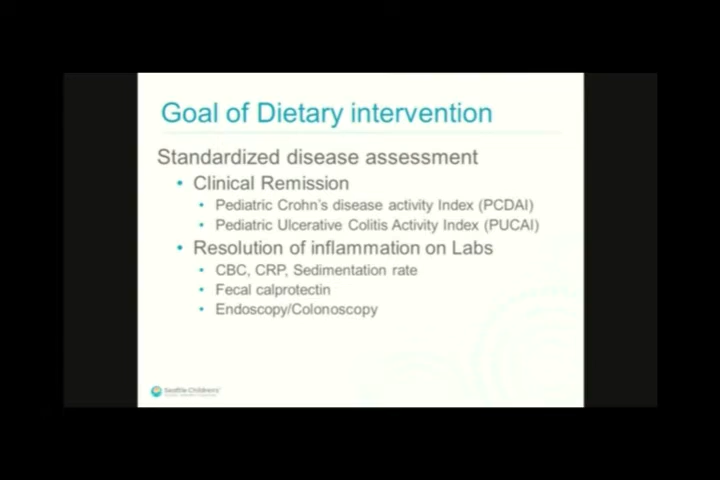 Goal of Dietary intervention
Standardized disease assessment
• Clinical Remission
• Pediatric Crohn's disease activity Index (PCDAI)
• Pediatric Ulcerative Colitis Activity Index (PUCAI)
• Resolution of inflammation on Labs
• CBC, CRP, Sedimentation rate
• Fecal calprotectin
• Endoscopy/Colonoscopy
Seattle Children's